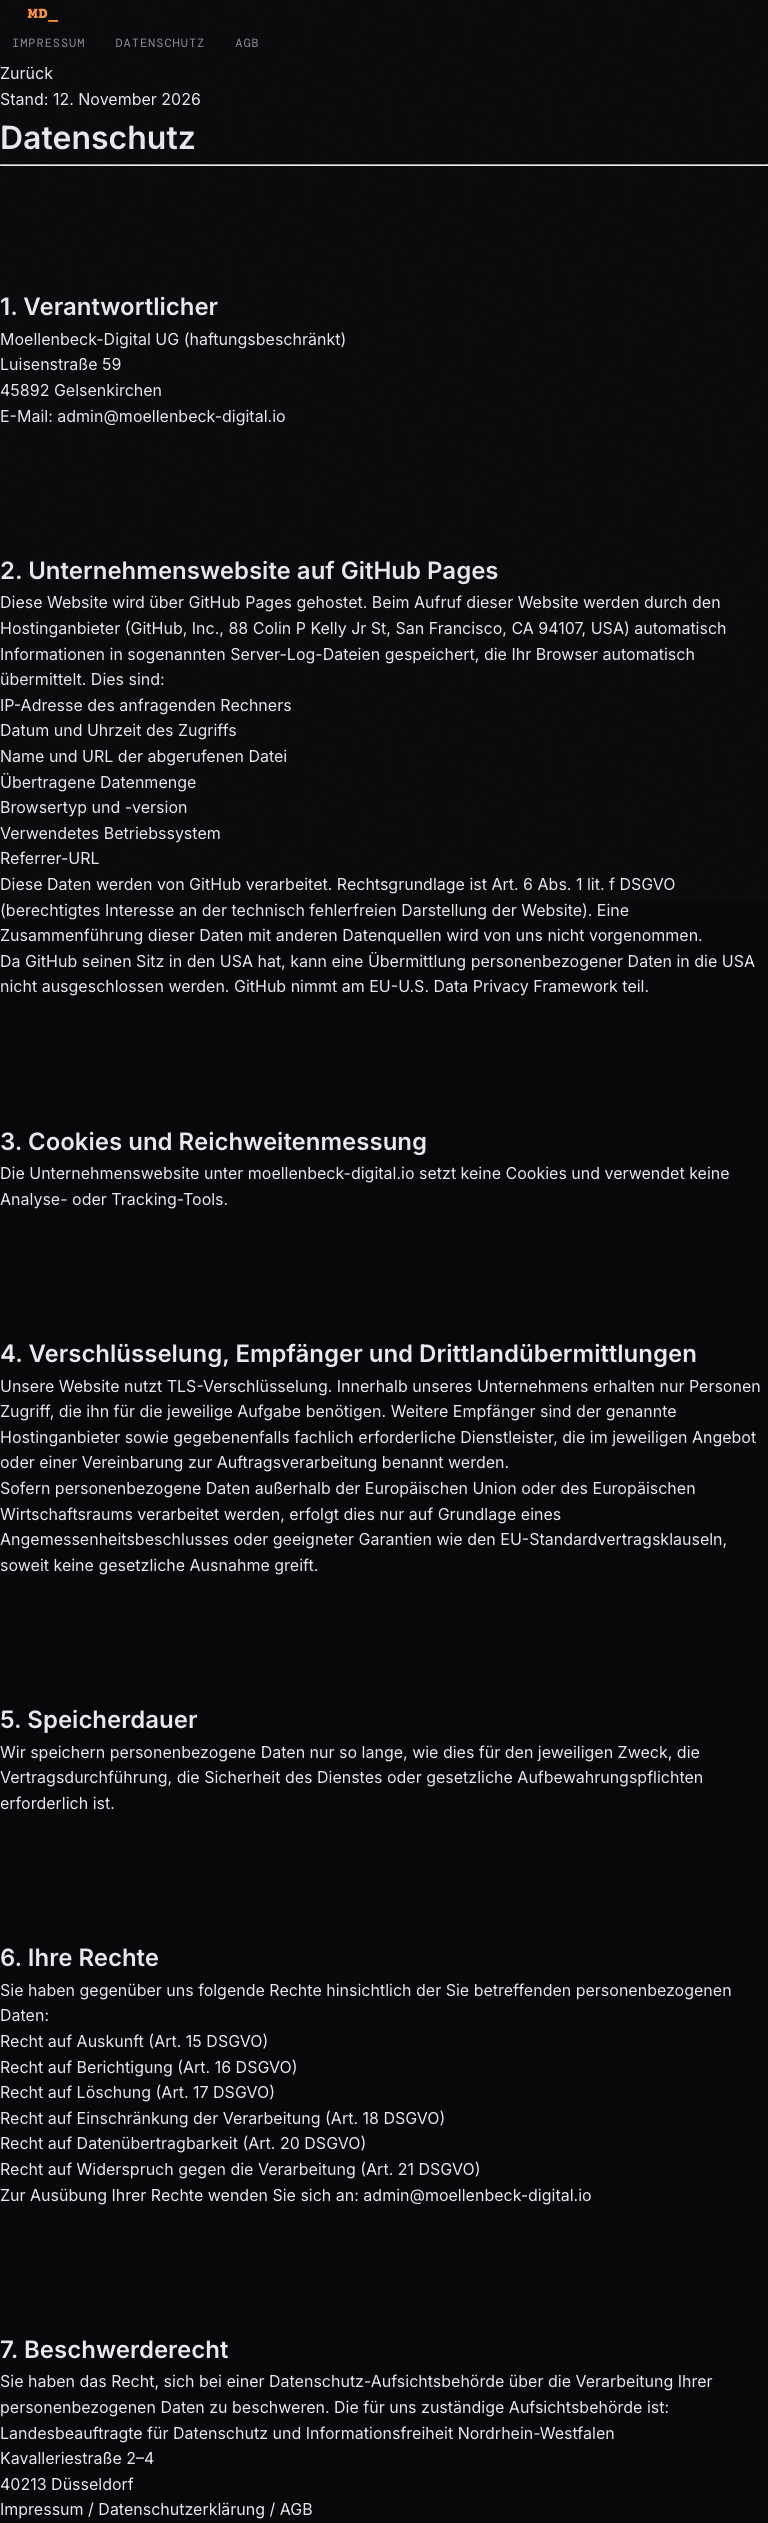 MD_
IMPRESSUM DATENSCHUTZ AGB
Zurück
Stand: 12. November 2026
Datenschutz
1. Verantwortlicher
Moellenbeck-Digital UG (haftungsbeschränkt)
Luisenstraße 59
45892 Gelsenkirchen
E-Mail: admin@moellenbeck-digital.io
2. Unternehmenswebsite auf GitHub Pages
Diese Website wird über GitHub Pages gehostet. Beim Aufruf dieser Website werden durch den
Hostinganbieter (GitHub, Inc., 88 Colin P Kelly Jr St, San Francisco, CA 94107, USA) automatisch
Informationen in sogenannten Server-Log-Dateien gespeichert, die Ihr Browser automatisch
übermittelt. Dies sind:
IP-Adresse des anfragenden Rechners
Datum und Uhrzeit des Zugriffs
Name und URL der abgerufenen Datei
Übertragene Datenmenge
Browsertyp und -version
Verwendetes Betriebssystem
Referrer-URL
Diese Daten werden von GitHub verarbeitet. Rechtsgrundlage ist Art. 6 Abs. 1 lit. f DSGVO
(berechtigtes Interesse an der technisch fehlerfreien Darstellung der Website). Eine
Zusammenführung dieser Daten mit anderen Datenquellen wird von uns nicht vorgenommen.
Da GitHub seinen Sitz in den USA hat, kann eine Übermittlung personenbezogener Daten in die USA
nicht ausgeschlossen werden. GitHub nimmt am EU-U.S. Data Privacy Framework teil.
3. Cookies und Reichweitenmessung
Die Unternehmenswebsite unter moellenbeck-digital.io setzt keine Cookies und verwendet keine
Analyse- oder Tracking-Tools.
4. Verschlüsselung, Empfänger und Drittlandübermittlungen
Unsere Website nutzt TLS-Verschlüsselung. Innerhalb unseres Unternehmens erhalten nur Personen
Zugriff, die ihn für die jeweilige Aufgabe benötigen. Weitere Empfänger sind der genannte
Hostinganbieter sowie gegebenenfalls fachlich erforderliche Dienstleister, die im jeweiligen Angebot
oder einer Vereinbarung zur Auftragsverarbeitung benannt werden.
Sofern personenbezogene Daten außerhalb der Europäischen Union oder des Europäischen
Wirtschaftsraums verarbeitet werden, erfolgt dies nur auf Grundlage eines
Angemessenheitsbeschlusses oder geeigneter Garantien wie den EU-Standardvertragsklauseln,
soweit keine gesetzliche Ausnahme greift.
5. Speicherdauer
Wir speichern personenbezogene Daten nur so lange, wie dies für den jeweiligen Zweck, die
Vertragsdurchführung, die Sicherheit des Dienstes oder gesetzliche Aufbewahrungspflichten
erforderlich ist.
6. Ihre Rechte
Sie haben gegenüber uns folgende Rechte hinsichtlich der Sie betreffenden personenbezogenen
Daten:
Recht auf Auskunft (Art. 15 DSGVO)
Recht auf Berichtigung (Art. 16 DSGVO)
Recht auf Löschung (Art. 17 DSGVO)
Recht auf Einschränkung der Verarbeitung (Art. 18 DSGVO)
Recht auf Datenübertragbarkeit (Art. 20 DSGVO)
Recht auf Widerspruch gegen die Verarbeitung (Art. 21 DSGVO)
Zur Ausübung Ihrer Rechte wenden Sie sich an: admin@moellenbeck-digital.io
7. Beschwerderecht
Sie haben das Recht, sich bei einer Datenschutz-Aufsichtsbehörde über die Verarbeitung Ihrer
personenbezogenen Daten zu beschweren. Die für uns zuständige Aufsichtsbehörde ist:
Landesbeauftragte für Datenschutz und Informationsfreiheit Nordrhein-Westfalen
Kavalleriestraße 2–4
40213 Düsseldorf
Impressum / Datenschutzerklärung / AGB